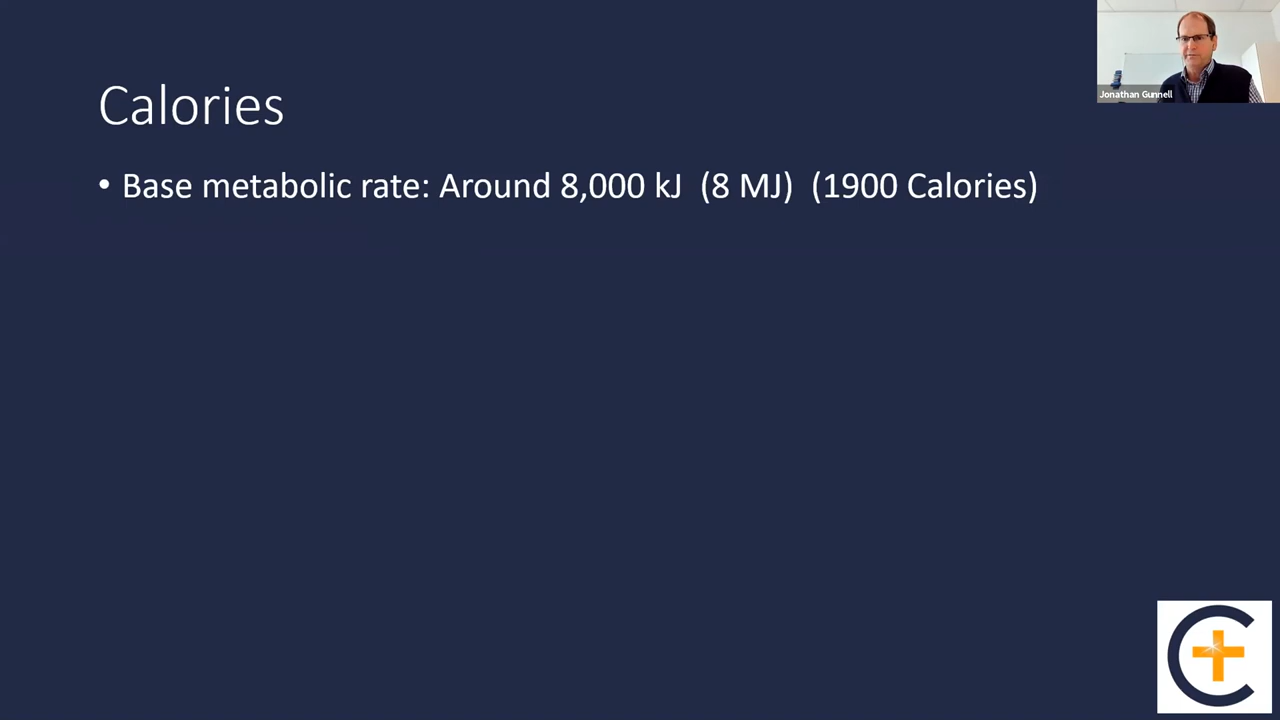 Calories
• Base metabolic rate: Around 8,000 kJ (8 MJ) (1900 Calories)
Jonathan Gunnell